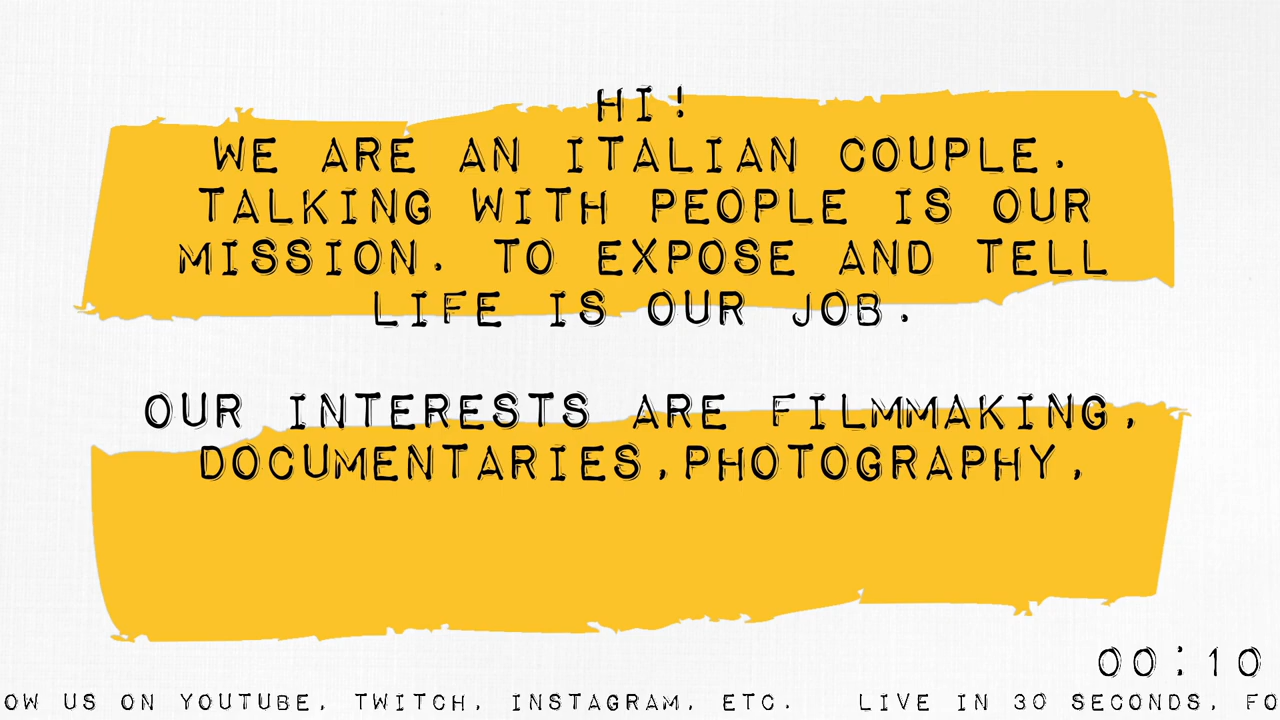 HI!
WE ARE AN ITALIAN COUPLE.
TALKING WITH PEOPLE IS OUR
MISSION. TO EXPOSE AND TELL
LIFE IS OUR JOB.
OUR INTERESTS ARE FILMMAKING,
DOCUMENTARIES,PHOTOGRAPHY,
00:10
OW US ON YOUTUBE, TWITCH, INSTAGRAM, ETC. LIVE IN 30 SECONDS, FO